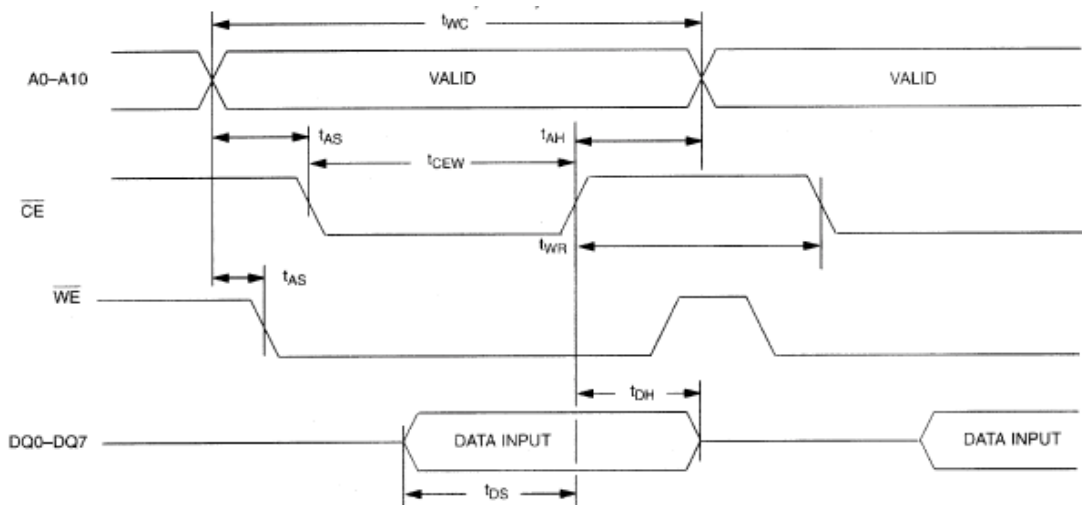 tWC
A0–A10
VALID
VALID
tAS
tAH
tCEW
CE
tWR
tAS
WE
tDH
DQ0–DQ7
DATA INPUT
DATA INPUT
tDS